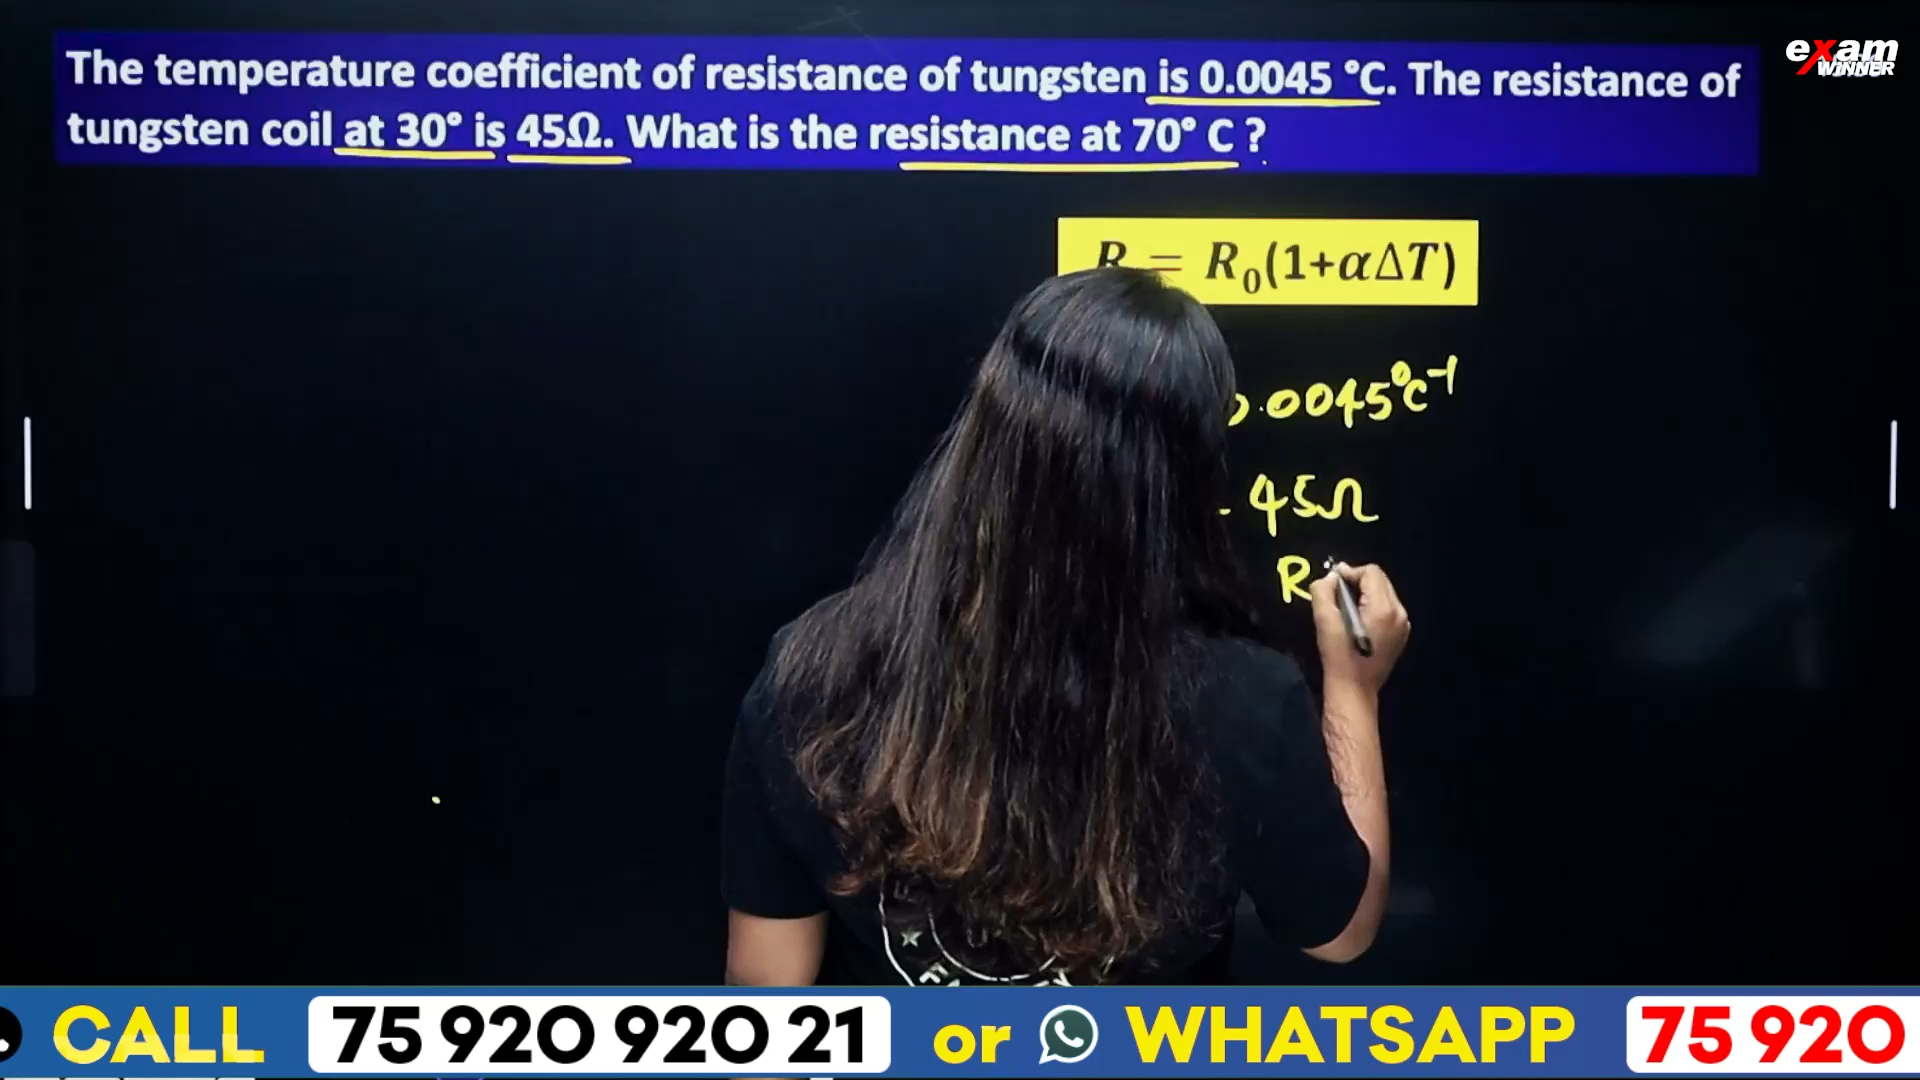 The temperature coefficient of resistance of tungsten is 0.0045 °C. The resistance of
tungsten coil at 30° is 45Ω. What is the resistance at 70° C ?
exam
WINNER
R = R₀(1+αΔT)
0.0045°C⁻¹
45Ω
R
CALL 75 920 920 21 or WHATSAPP 75 920